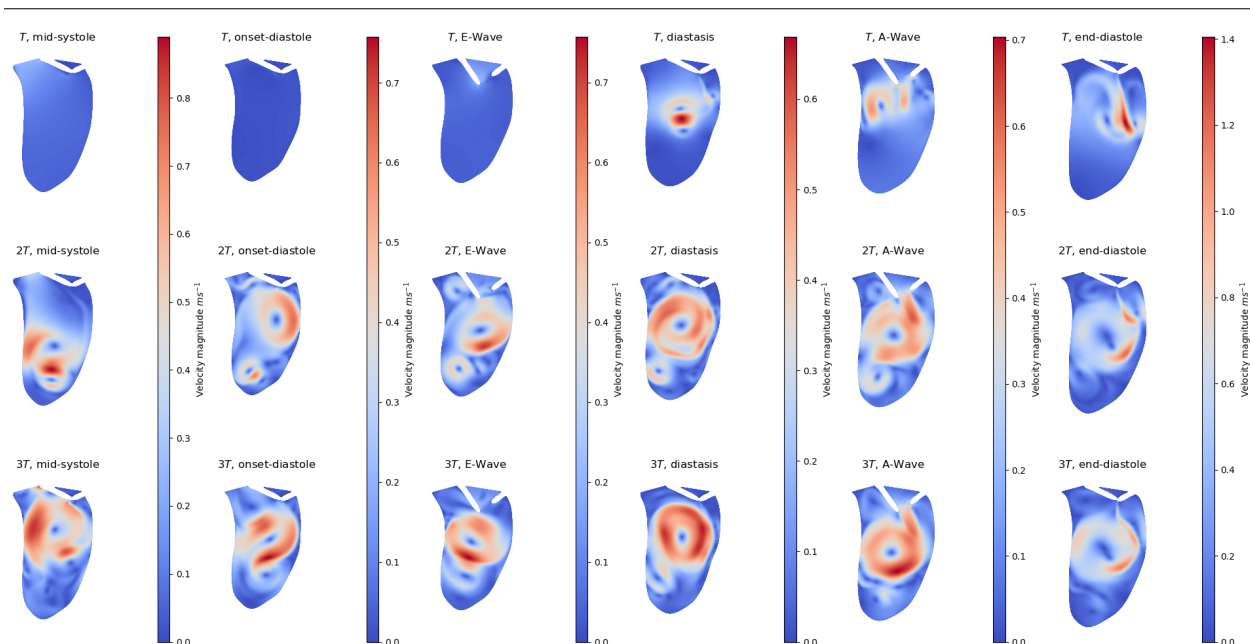 T, mid-systole
T, onset-diastole
T, E-Wave
T, diastasis
T, A-Wave
T, end-diastole
2T, mid-systole
2T, onset-diastole
2T, E-Wave
2T, diastasis
2T, A-Wave
2T, end-diastole
3T, mid-systole
3T, onset-diastole
3T, E-Wave
3T, diastasis
3T, A-Wave
3T, end-diastole
0.8
0.7
0.6
0.5
0.4
0.3
0.2
0.1
0.0
Velocity magnitude ms⁻¹
0.7
0.6
0.5
0.4
0.3
0.2
0.1
0.0
Velocity magnitude ms⁻¹
0.7
0.6
0.5
0.4
0.3
0.2
0.1
0.0
Velocity magnitude ms⁻¹
0.6
0.5
0.4
0.3
0.2
0.1
0.0
Velocity magnitude ms⁻¹
0.7
0.6
0.5
0.4
0.3
0.2
0.1
0.0
Velocity magnitude ms⁻¹
1.4
1.2
1.0
0.8
0.6
0.4
0.2
0.0
Velocity magnitude ms⁻¹